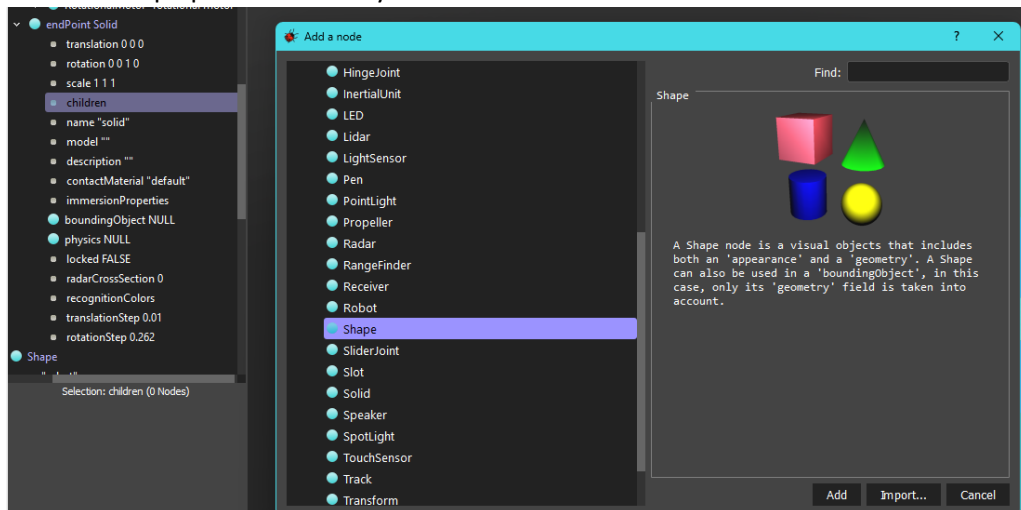 endPoint Solid
translation 0 0 0
rotation 0 0 1 0
scale 1 1 1
children
name "solid"
model ""
description ""
contactMaterial "default"
immersionProperties
boundingObject NULL
physics NULL
locked FALSE
radarCrossSection 0
recognitionColors
translationStep 0.01
rotationStep 0.262
Shape
Selection: children (0 Nodes)
Add a node
? ×
HingeJoint
InertialUnit
LED
Lidar
LightSensor
Pen
PointLight
Propeller
Radar
RangeFinder
Receiver
Robot
Shape
SliderJoint
Slot
Solid
Speaker
SpotLight
TouchSensor
Track
Transform
Find:
Shape
A Shape node is a visual objects that includes
both an 'appearance' and a 'geometry'. A Shape
can also be used in a 'boundingObject', in this
case, only its 'geometry' field is taken into
account.
Add
Import...
Cancel